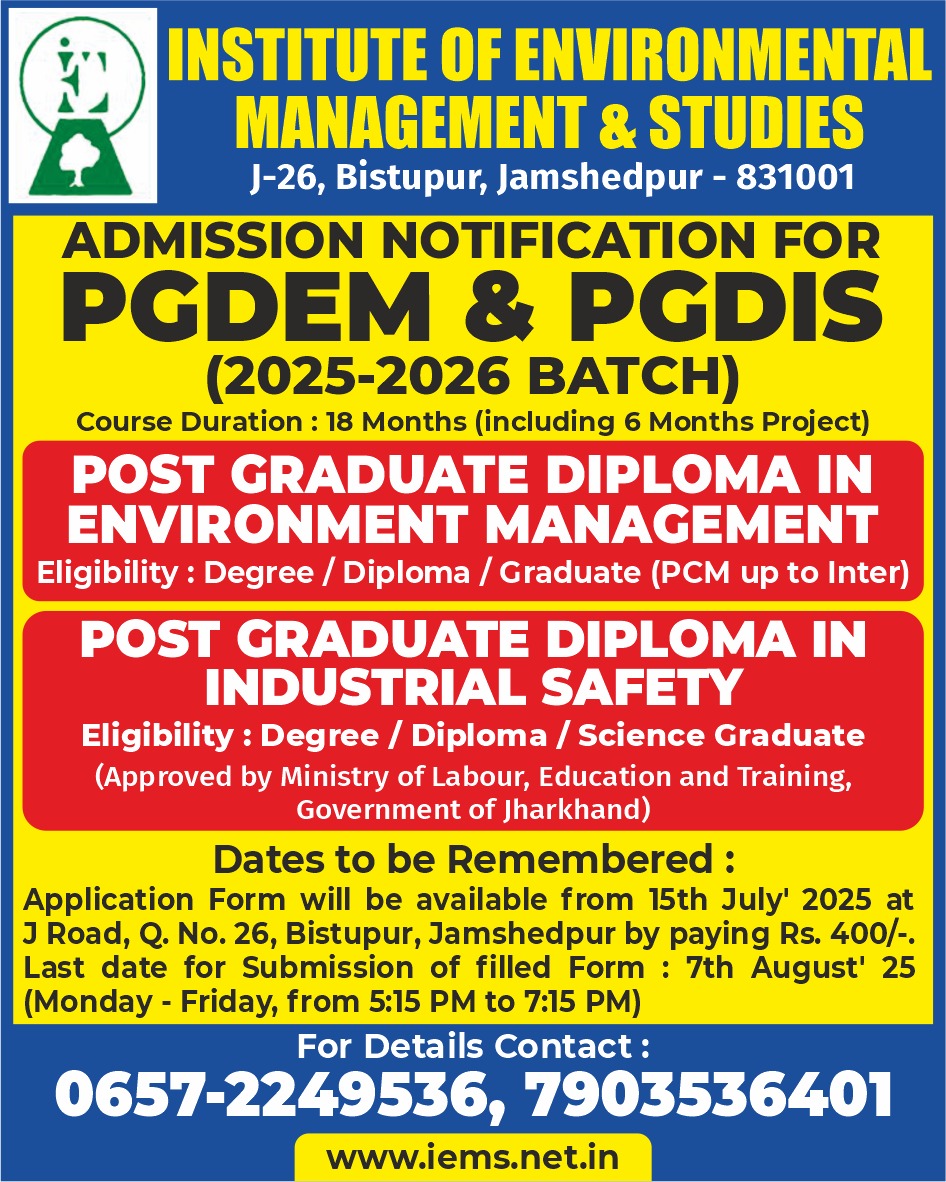 iE
INSTITUTE OF ENVIRONMENTAL
MANAGEMENT & STUDIES
J-26, Bistupur, Jamshedpur - 831001
ADMISSION NOTIFICATION FOR
PGDEM & PGDIS
(2025-2026 BATCH)
Course Duration : 18 Months (including 6 Months Project)
POST GRADUATE DIPLOMA IN
ENVIRONMENT MANAGEMENT
Eligibility : Degree / Diploma / Graduate (PCM up to Inter)
POST GRADUATE DIPLOMA IN
INDUSTRIAL SAFETY
Eligibility : Degree / Diploma / Science Graduate
(Approved by Ministry of Labour, Education and Training,
Government of Jharkhand)
Dates to be Remembered :
Application Form will be available from 15th July' 2025 at
J Road, Q. No. 26, Bistupur, Jamshedpur by paying Rs. 400/-.
Last date for Submission of filled Form : 7th August' 25
(Monday - Friday, from 5:15 PM to 7:15 PM)
For Details Contact :
0657-2249536, 7903536401
www.iems.net.in